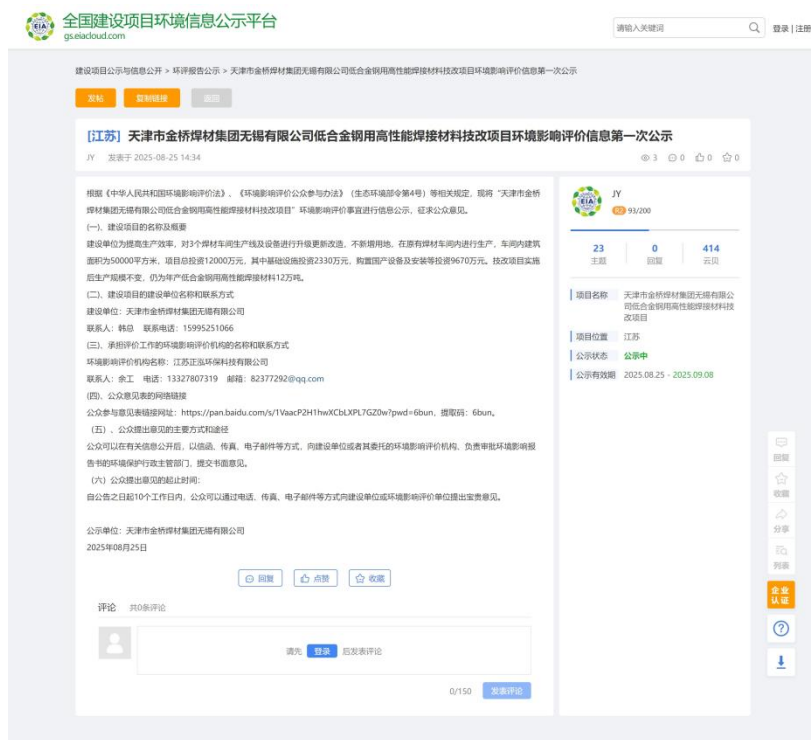 全国建设项目环境信息公示平台
gs.eiacloud.com
请输入关键词
登录 | 注册
建设项目公示与信息公开 > 环评报告公示 > 天津市金桥焊材集团无锡有限公司低合金钢用高性能焊接材料技改项目环境影响评价信息第一次公示
发帖
复制链接
返回
[江苏] 天津市金桥焊材集团无锡有限公司低合金钢用高性能焊接材料技改项目环境影响评价信息第一次公示
JY 发表于 2025-08-25 14:34
3 0 0 0
根据《中华人民共和国环境影响评价法》、《环境影响评价公众参与办法》（生态环境部令第4号）等相关规定，现将“天津市金桥
焊材集团无锡有限公司低合金钢用高性能焊接材料技改项目”环境影响评价事宜进行信息公示，征求公众意见。
(一)、建设项目的名称及概要
建设单位为提高生产效率，对3个焊材车间生产线及设备进行升级更新改造，不新增用地，在原有焊材车间内进行生产，车间内建筑
面积为50000平方米，项目总投资12000万元，其中基础设施投资2330万元，购置国产设备及安装等投资9670万元。技改项目实施
后生产规模不变，仍为年产低合金钢用高性能焊接材料12万吨。
(二)、建设项目的建设单位名称和联系方式
建设单位：天津市金桥焊材集团无锡有限公司
联系人：韩总 联系电话：15995251066
(三)、承担评价工作的环境影响评价机构的名称和联系方式
环境影响评价机构名称：江苏正泓环保科技有限公司
联系人：余工 电话：13327807319 邮箱：82377292@qq.com
(四)、公众意见表的网络链接
公众参与意见表链接网址：https://pan.baidu.com/s/1VaacP2H1hwXCbLXPL7GZ0w?pwd=6bun，提取码：6bun。
（五）、公众提出意见的主要方式和途径
公众可以在有关信息公开后，以信函、传真、电子邮件等方式，向建设单位或者其委托的环境影响评价机构、负责审批环境影响报
告书的环境保护行政主管部门，提交书面意见。
（六）公众提出意见的起止时间：
自公告之日起10个工作日内，公众可以通过电话、传真、电子邮件等方式向建设单位或环境影响评价单位提出宝贵意见。
公示单位：天津市金桥焊材集团无锡有限公司
2025年08月25日
回复
点赞
收藏
评论 共0条评论
请先 登录 后发表评论
0/150 发表评论
EIA
JY
R2 93/200
23 0 414
主题 回复 云贝
项目名称 天津市金桥焊材集团无锡有限公
司低合金钢用高性能焊接材料技
改项目
项目位置 江苏
公示状态 公示中
公示有效期 2025.08.25 - 2025.09.08
回复
收藏
分享
列表
企业
认证